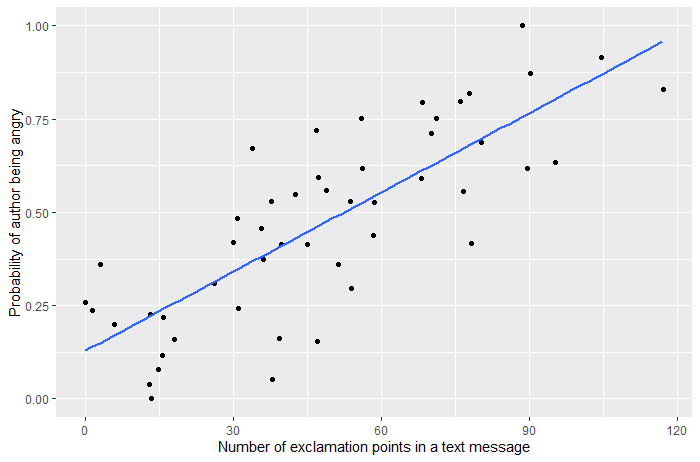 1.00
0.75
0.50
0.25
0.00
Probability of author being angry
0 30 60 90 120
Number of exclamation points in a text message